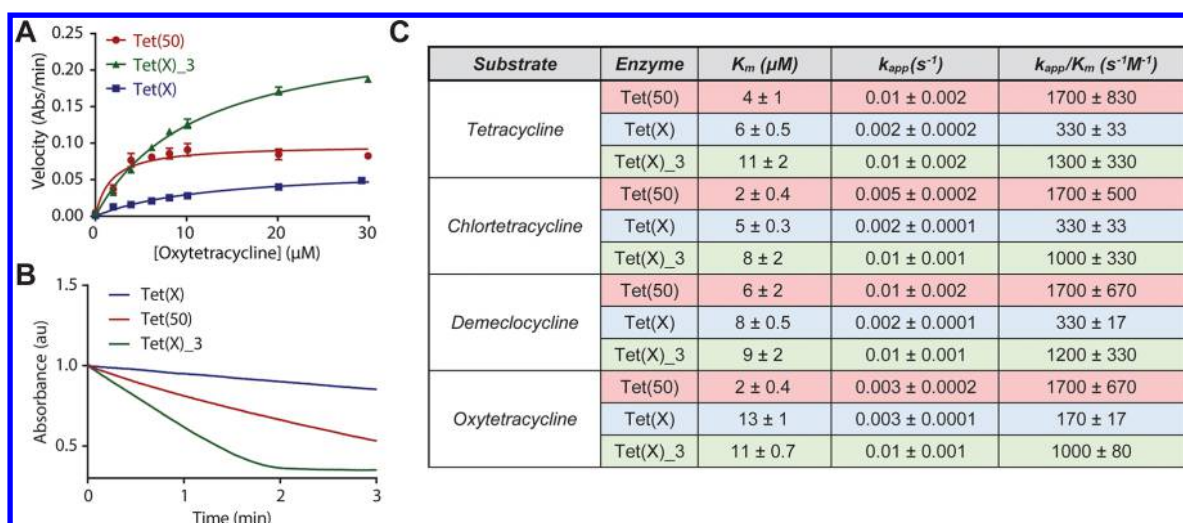 A
Tet(50)
Tet(X)_3
Tet(X)
Velocity (Abs/min)
0.25
0.20
0.15
0.10
0.05
0.00
0 10 20 30
[Oxytetracycline] (µM)
B
Tet(X)
Tet(50)
Tet(X)_3
Absorbance (au)
1.5
1.0
0.5
0 1 2 3
Time (min)
C
Substrate Enzyme Km (µM) kapp(s-1) kapp/Km (s-1M-1)
Tetracycline
Tet(50) 4 ± 1 0.01 ± 0.002 1700 ± 830
Tet(X) 6 ± 0.5 0.002 ± 0.0002 330 ± 33
Tet(X)_3 11 ± 2 0.01 ± 0.002 1300 ± 330
Chlortetracycline
Tet(50) 2 ± 0.4 0.005 ± 0.0002 1700 ± 500
Tet(X) 5 ± 0.3 0.002 ± 0.0001 330 ± 33
Tet(X)_3 8 ± 2 0.01 ± 0.001 1000 ± 330
Demeclocycline
Tet(50) 6 ± 2 0.01 ± 0.002 1700 ± 670
Tet(X) 8 ± 0.5 0.002 ± 0.0001 330 ± 17
Tet(X)_3 9 ± 2 0.01 ± 0.001 1200 ± 330
Oxytetracycline
Tet(50) 2 ± 0.4 0.003 ± 0.0002 1700 ± 670
Tet(X) 13 ± 1 0.003 ± 0.0001 170 ± 17
Tet(X)_3 11 ± 0.7 0.01 ± 0.001 1000 ± 80